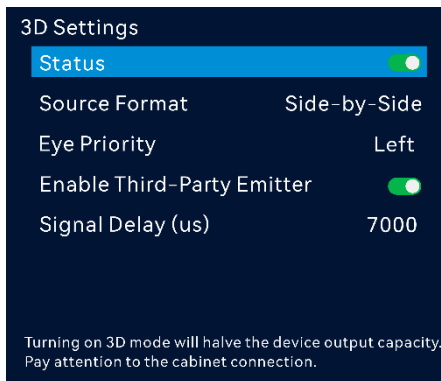 3D Settings
Status
Source Format Side-by-Side
Eye Priority Left
Enable Third-Party Emitter
Signal Delay (us) 7000
Turning on 3D mode will halve the device output capacity.
Pay attention to the cabinet connection.